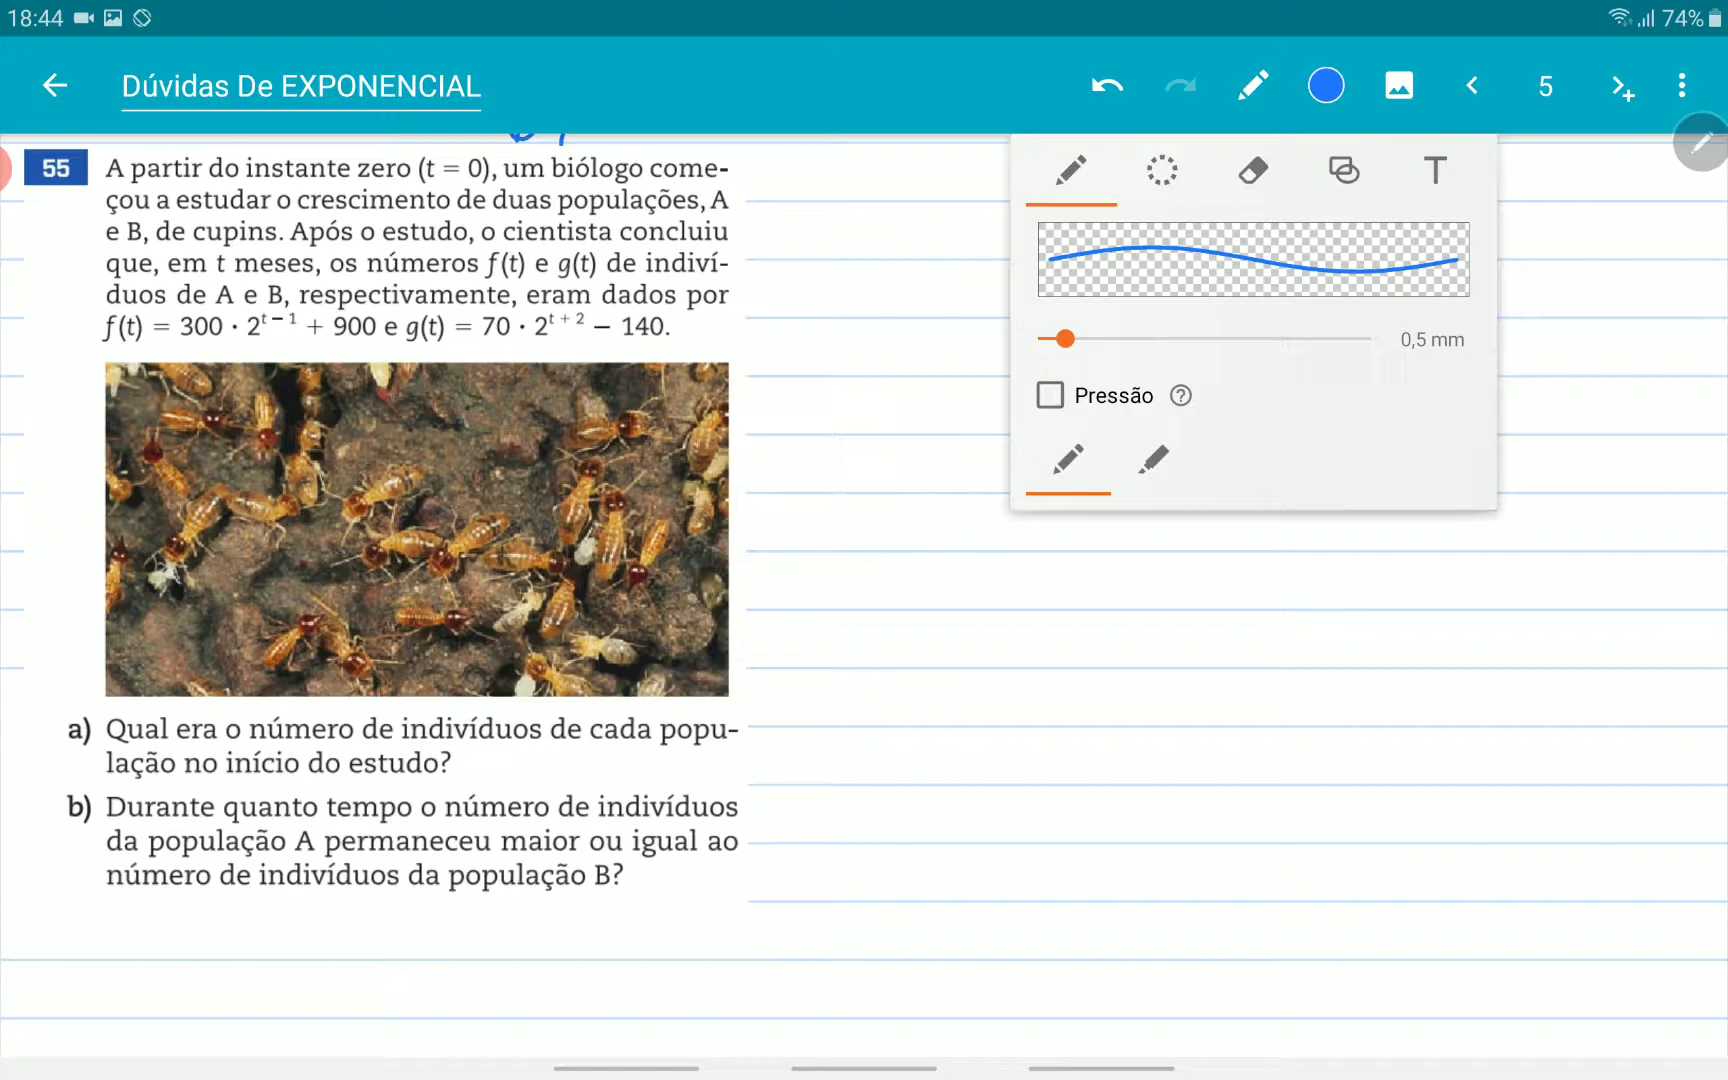 18:44
74%
Dúvidas De EXPONENCIAL
5
55 A partir do instante zero (t = 0), um biólogo come-
çou a estudar o crescimento de duas populações, A
e B, de cupins. Após o estudo, o cientista concluiu
que, em t meses, os números f(t) e g(t) de indiví-
duos de A e B, respectivamente, eram dados por
f(t) = 300 · 2^{t – 1} + 900 e g(t) = 70 · 2^{t + 2} – 140.
a) Qual era o número de indivíduos de cada popu-
lação no início do estudo?
b) Durante quanto tempo o número de indivíduos
da população A permaneceu maior ou igual ao
número de indivíduos da população B?
T
0,5 mm
Pressão ?